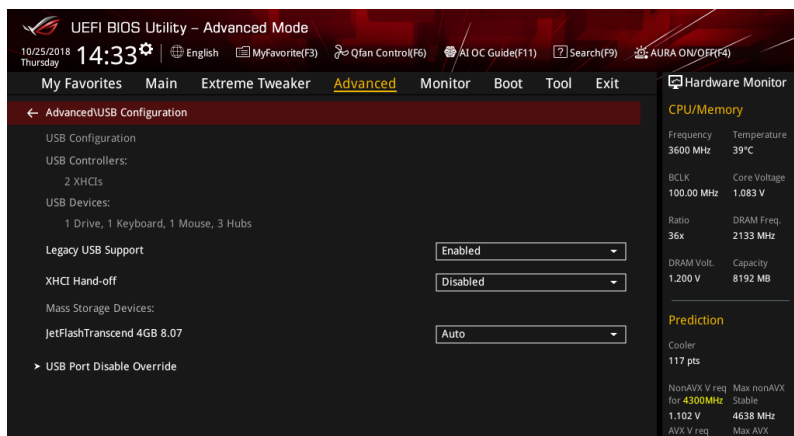 UEFI BIOS Utility – Advanced Mode
10/25/2018 Thursday 14:33 English MyFavorite(F3) Qfan Control(F6) AI OC Guide(F11) ? Search(F9) AURA ON/OFF(F4)
My Favorites Main Extreme Tweaker Advanced Monitor Boot Tool Exit Hardware Monitor
← Advanced\USB Configuration
USB Configuration
USB Controllers:
2 XHCIs
USB Devices:
1 Drive, 1 Keyboard, 1 Mouse, 3 Hubs
Legacy USB Support Enabled
XHCI Hand-off Disabled
Mass Storage Devices:
JetFlashTranscend 4GB 8.07 Auto
➤ USB Port Disable Override
CPU/Memory
Frequency Temperature
3600 MHz 39°C
BCLK Core Voltage
100.00 MHz 1.083 V
Ratio DRAM Freq.
36x 2133 MHz
DRAM Volt. Capacity
1.200 V 8192 MB
Prediction
Cooler
117 pts
NonAVX V req Max nonAVX
for 4300MHz Stable
1.102 V 4638 MHz
AVX V req Max AVX